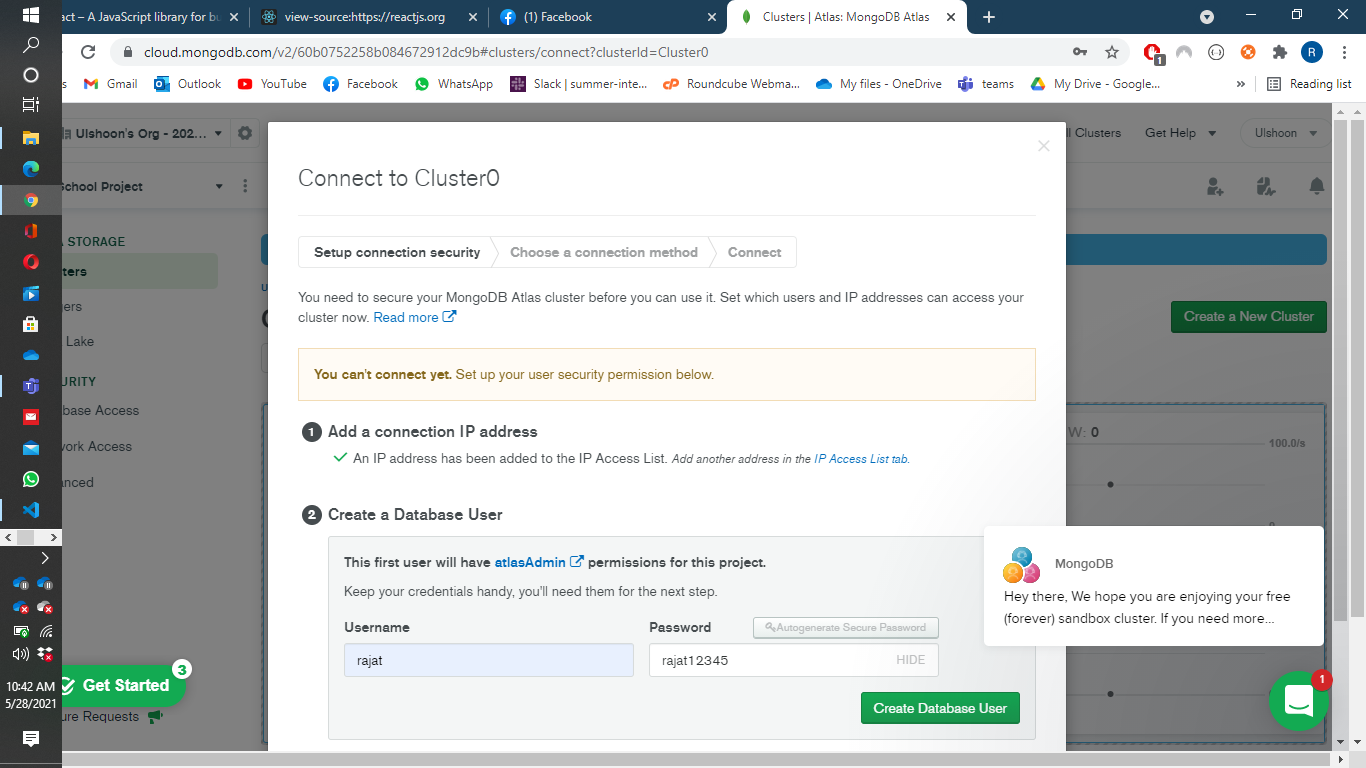 act – A JavaScript library for bu
view-source:https://reactjs.org
(1) Facebook
Clusters | Atlas: MongoDB Atlas
cloud.mongodb.com/v2/60b0752258b084672912dc9b#clusters/connect?clusterId=Cluster0
1
R
s
Gmail
Outlook
YouTube
Facebook
WhatsApp
Slack | summer-inte...
Roundcube Webma...
My files - OneDrive
teams
My Drive - Google...
»
Reading list
Ulshoon's Org - 202...
ll Clusters
Get Help
Ulshoon
School Project
A STORAGE
ters
ers
Lake
URITY
base Access
ork Access
anced
Create a New Cluster
W: 0
100.0/s
Connect to Cluster0
Setup connection security
Choose a connection method
Connect
You need to secure your MongoDB Atlas cluster before you can use it. Set which users and IP addresses can access your
cluster now. Read more
You can't connect yet. Set up your user security permission below.
1 Add a connection IP address
An IP address has been added to the IP Access List. Add another address in the IP Access List tab.
2 Create a Database User
This first user will have atlasAdmin permissions for this project.
Keep your credentials handy, you'll need them for the next step.
Username
Password
Autogenerate Secure Password
rajat
rajat12345
HIDE
Create Database User
MongoDB
Hey there, We hope you are enjoying your free
(forever) sandbox cluster. If you need more...
1
3
Get Started
ure Requests
10:42 AM
5/28/2021